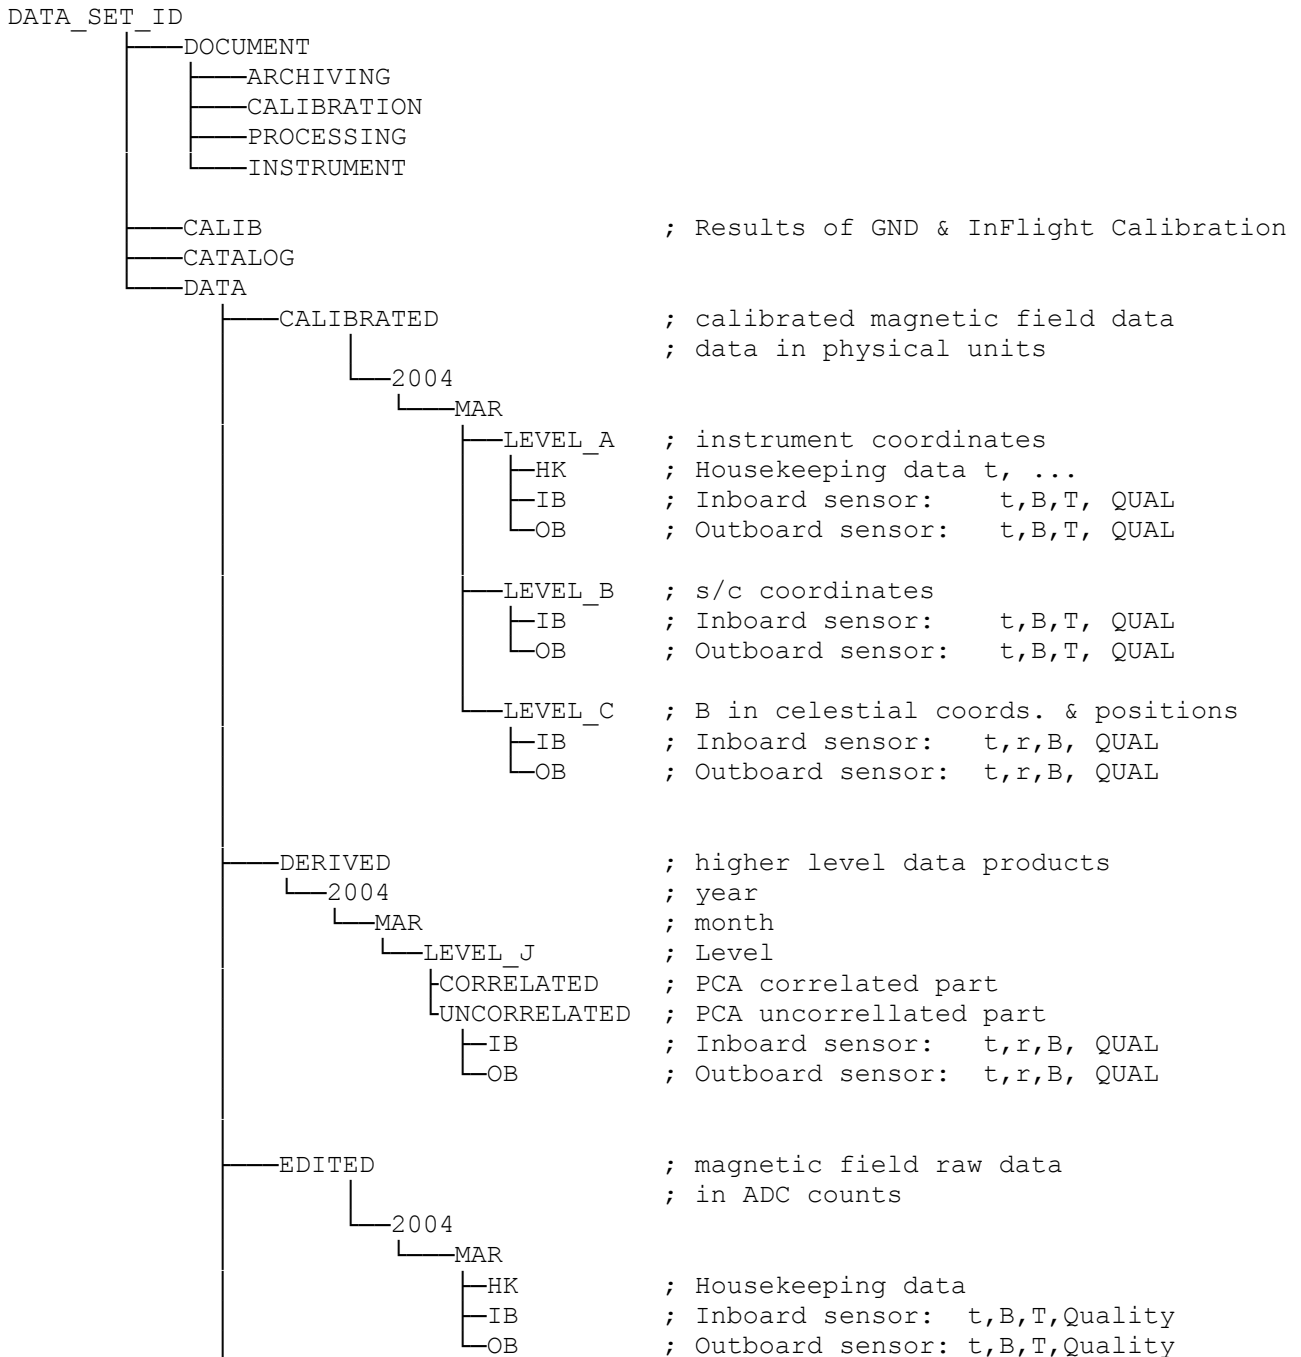 DATA_SET_ID
DOCUMENT
ARCHIVING
CALIBRATION
PROCESSING
INSTRUMENT
CALIB ; Results of GND & InFlight Calibration
CATALOG
DATA
CALIBRATED ; calibrated magnetic field data
; data in physical units
2004
MAR
LEVEL_A ; instrument coordinates
HK ; Housekeeping data t, ...
IB ; Inboard sensor: t,B,T, QUAL
OB ; Outboard sensor: t,B,T, QUAL
LEVEL_B ; s/c coordinates
IB ; Inboard sensor: t,B,T, QUAL
OB ; Outboard sensor: t,B,T, QUAL
LEVEL_C ; B in celestial coords. & positions
IB ; Inboard sensor: t,r,B, QUAL
OB ; Outboard sensor: t,r,B, QUAL
DERIVED ; higher level data products
2004 ; year
MAR ; month
LEVEL_J ; Level
CORRELATED ; PCA correlated part
UNCORRELATED ; PCA uncorrellated part
IB ; Inboard sensor: t,r,B, QUAL
OB ; Outboard sensor: t,r,B, QUAL
EDITED ; magnetic field raw data
; in ADC counts
2004
MAR
HK ; Housekeeping data
IB ; Inboard sensor: t,B,T,Quality
OB ; Outboard sensor: t,B,T,Quality